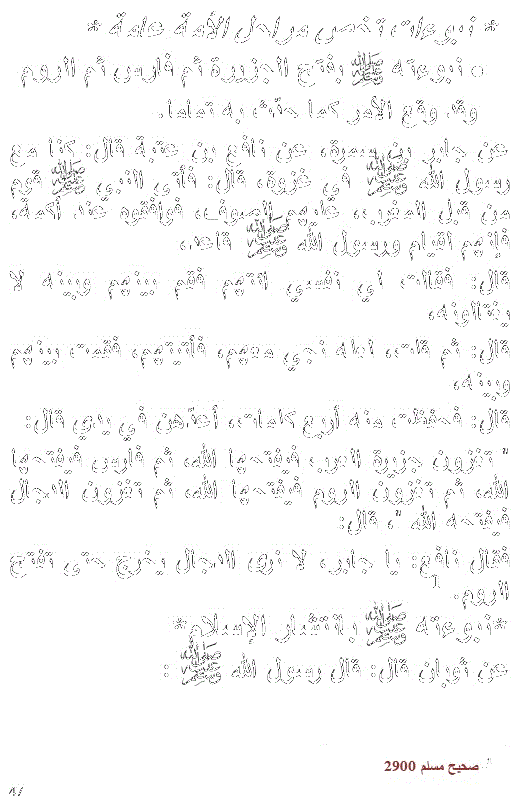 * نبوءات تخص مراحل الأمة عامة *
o نبوءته ﷺ بفتح الجزيرة ثم فارس ثم الروم
وقد وقع الأمر كما حدّث به تماما.
عن جابر بن سمرة، عن نافع بن عتبة قال: كنا مع
رسول الله ﷺ في غزوة، قال: فأتى النبي ﷺ قوم
من قبل المغرب، عليهم الصوف، فوافقوه عند أكمة،
فإنهم لقيام ورسول الله ﷺ قاعد،
قال: فقالت لي نفسي ائتهم فقم بينهم وبينه لا
يغتالونه،
قال: ثم قلت، لعله نجي معهم، فأتيتهم، فقمت بينهم
وبينه،
قال: فحفظت منه أربع كلمات، أعدّهن في يدي قال:
" تغزون جزيرة العرب فيفتحها الله، ثم فارس فيفتحها
الله، ثم تغزون الروم فيفتحها الله، ثم تغزون الدجال
فيفتحه الله "، قال:
فقال نافع: يا جابر، لا نرى الدجال يخرج حتى تفتح
الروم. 1
*نبوءته ﷺ بانتشار الإسلام*
عن ثوبان قال: قال رسول الله ﷺ :
صحيح مسلم 2900